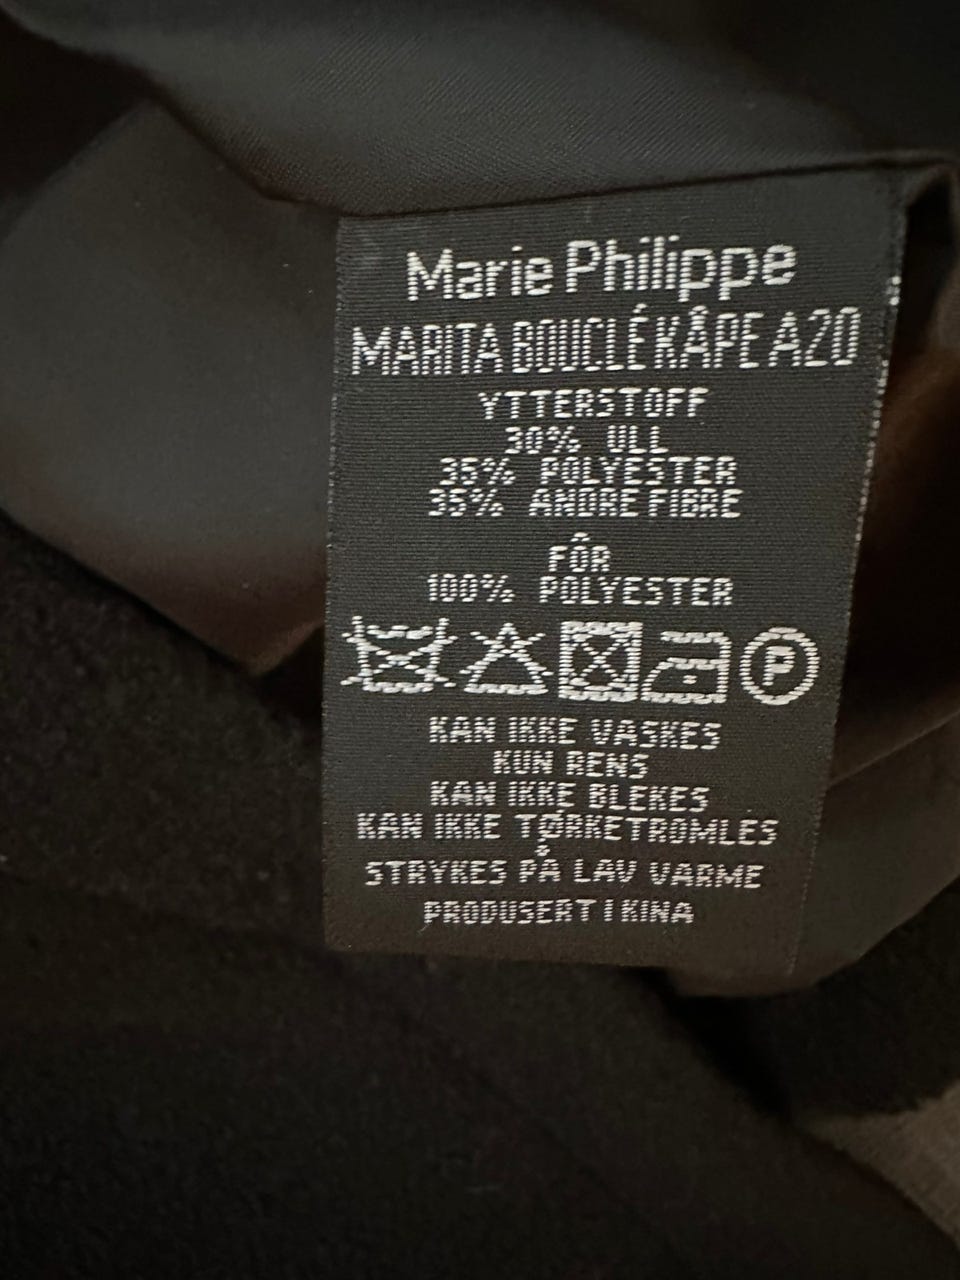 Marie Philippe
MARITA BOUCLÉ KÅPE A20
YTTERSTOFF
30% ULL
35% POLYESTER
35% ANDRE FIBRE
FÔR
100% POLYESTER
P
KAN IKKE VASKES
KUN RENS
KAN IKKE BLEKES
KAN IKKE TØRKETROMLES
&
STRYKES PÅ LAV VARME
PRODUSERT I KINA